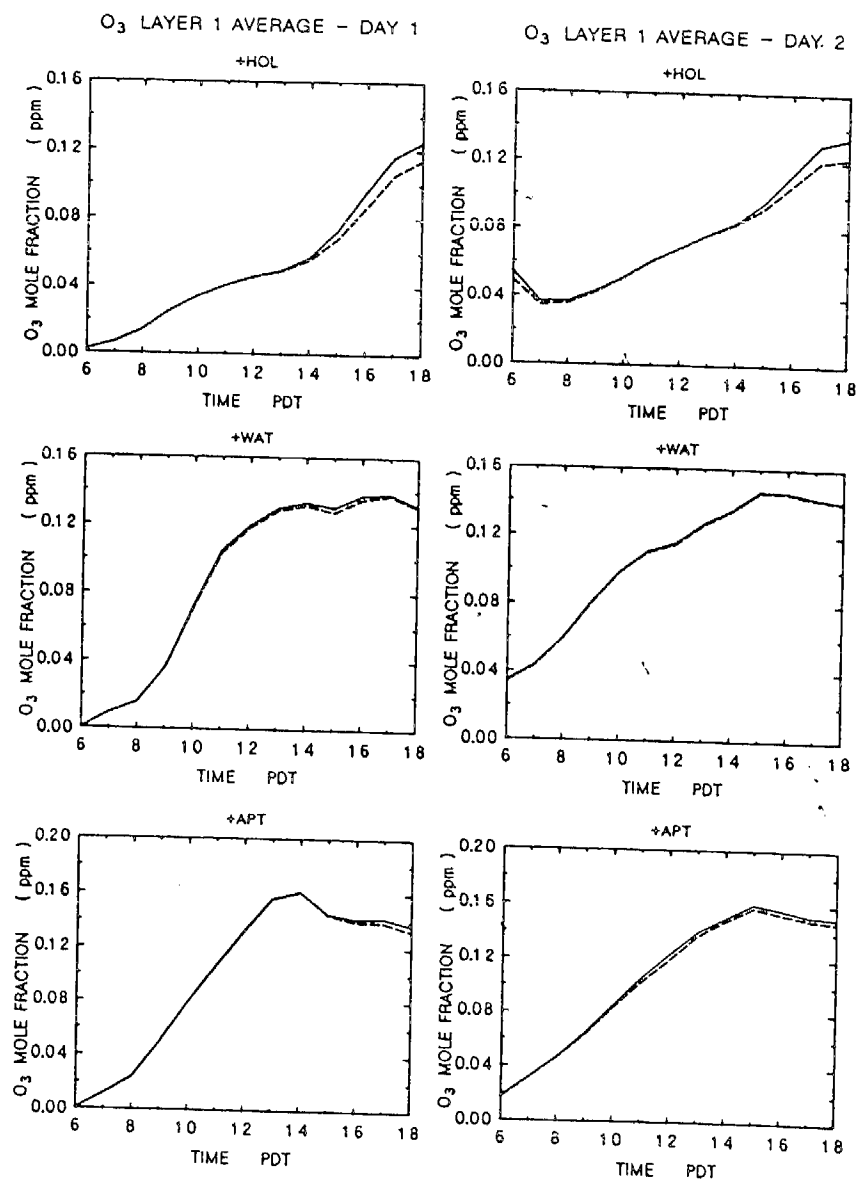 O3 LAYER 1 AVERAGE – DAY 1
+HOL
O3 MOLE FRACTION ( ppm )
0.16
0.12
0.08
0.04
0.00
6 8 10 12 14 16 18
TIME PDT
+WAT
O3 MOLE FRACTION ( ppm )
0.16
0.12
0.08
0.04
0.00
6 8 10 12 14 16 18
TIME PDT
+APT
O3 MOLE FRACTION ( ppm )
0.20
0.16
0.12
0.08
0.04
0.00
6 8 10 12 14 16 18
TIME PDT
O3 LAYER 1 AVERAGE – DAY 2
+HOL
O3 MOLE FRACTION ( ppm )
0.16
0.12
0.08
0.04
0.00
6 8 10 12 14 16 18
TIME PDT
+WAT
O3 MOLE FRACTION ( ppm )
0.16
0.12
0.08
0.04
0.00
6 8 10 12 14 16 18
TIME PDT
+APT
O3 MOLE FRACTION ( ppm )
0.20
0.16
0.12
0.08
0.04
0.00
6 8 10 12 14 16 18
TIME PDT